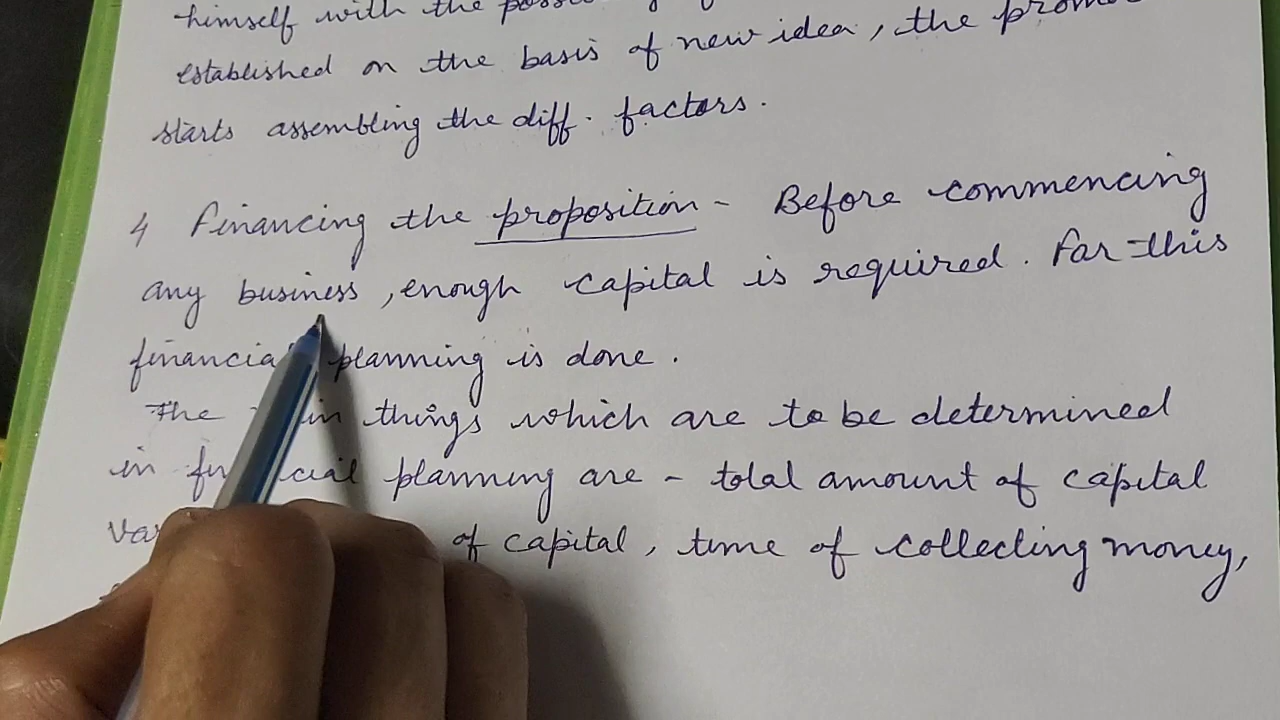 himself with the
established on the basis of new idea, the
starts assembling the diff. factors.
4 Financing the proposition - Before commencing
any business, enough capital is required. For this
financial planning is done.
The things which are to be determined
in financial planning are - total amount of capital
of capital, time of collecting money,